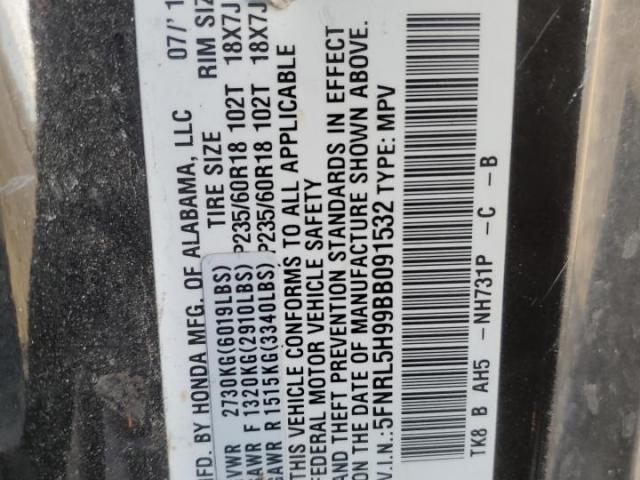 MFD. BY HONDA MFG. OF ALABAMA, LLC 07/' 1
TIRE SIZE RIM SIZ
VWR 2730KG(6019LBS)
GAWR F 1320KG(2910LBS) P235/60R18 102T 18X7J
GAWR R 1515KG(3340LBS) P235/60R18 102T 18X7J
THIS VEHICLE CONFORMS TO ALL APPLICABLE
FEDERAL MOTOR VEHICLE SAFETY
AND THEFT PREVENTION STANDARDS IN EFFECT
ON THE DATE OF MANUFACTURE SHOWN ABOVE.
V.I.N.: 5FNRL5H99BB091532 TYPE: MPV
TK8 B AH5 -NH731P -C -B